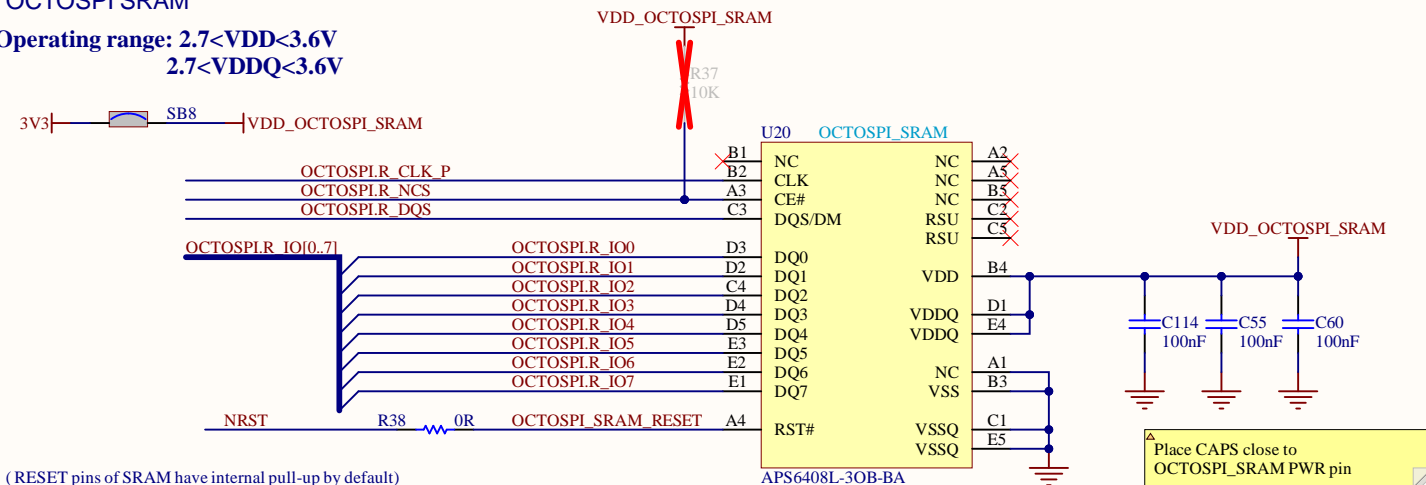 OCTOSPI SRAM
Operating range: 2.7<VDD<3.6V
2.7<VDDQ<3.6V
VDD_OCTOSPI_SRAM
R37
10K
3V3
SB8
VDD_OCTOSPI_SRAM
U20
OCTOSPI_SRAM
OCTOSPI.R_CLK_P
OCTOSPI.R_NCS
OCTOSPI.R_DQS
OCTOSPI.R_IO[0..7]
OCTOSPI.R_IO0
OCTOSPI.R_IO1
OCTOSPI.R_IO2
OCTOSPI.R_IO3
OCTOSPI.R_IO4
OCTOSPI.R_IO5
OCTOSPI.R_IO6
OCTOSPI.R_IO7
NRST
R38
0R
OCTOSPI_SRAM_RESET
B1 NC
B2 CLK
A3 CE#
C3 DQS/DM
D3 DQ0
D2 DQ1
C4 DQ2
D4 DQ3
D5 DQ4
E3 DQ5
E2 DQ6
E1 DQ7
A4 RST#
NC A2
NC A5
NC B5
RSU C2
RSU C5
VDD B4
VDDQ D1
VDDQ E4
NC A1
VSS B3
VSSQ C1
VSSQ E5
APS6408L-3OB-BA
VDD_OCTOSPI_SRAM
C114
100nF
C55
100nF
C60
100nF
Place CAPS close to
OCTOSPI_SRAM PWR pin
( RESET pins of SRAM have internal pull-up by default)